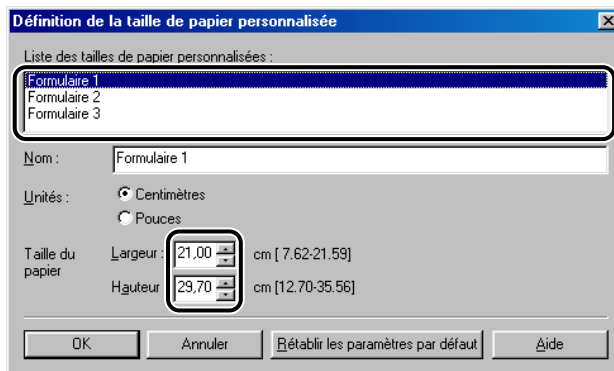 Définition de la taille de papier personnalisée
Liste des tailles de papier personnalisées :
Formulaire 1
Formulaire 2
Formulaire 3
Nom : Formulaire 1
Unités : Centimètres
Pouces
Taille du papier Largeur : 21,00 cm [ 7.62-21.59]
Hauteur 29,70 cm [12.70-35.56]
OK Annuler Rétablir les paramètres par défaut Aide